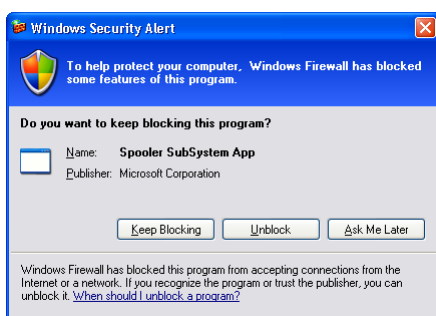 Windows Security Alert
To help protect your computer, Windows Firewall has blocked
some features of this program.
Do you want to keep blocking this program?
Name: Spooler SubSystem App
Publisher: Microsoft Corporation
Keep Blocking Unblock Ask Me Later
Windows Firewall has blocked this program from accepting connections from the
Internet or a network. If you recognize the program or trust the publisher, you can
unblock it. When should I unblock a program?